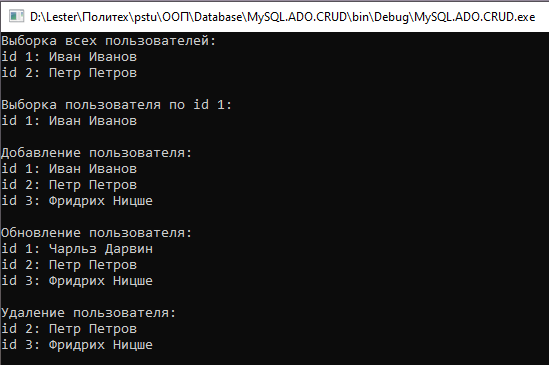 D:\Lester\Политех\pstu\ООП\Database\MySQL.ADO.CRUD\bin\Debug\MySQL.ADO.CRUD.exe
Выборка всех пользователей:
id 1: Иван Иванов
id 2: Петр Петров
Выборка пользователя по id 1:
id 1: Иван Иванов
Добавление пользователя:
id 1: Иван Иванов
id 2: Петр Петров
id 3: Фридрих Ницше
Обновление пользователя:
id 1: Чарльз Дарвин
id 2: Петр Петров
id 3: Фридрих Ницше
Удаление пользователя:
id 2: Петр Петров
id 3: Фридрих Ницше